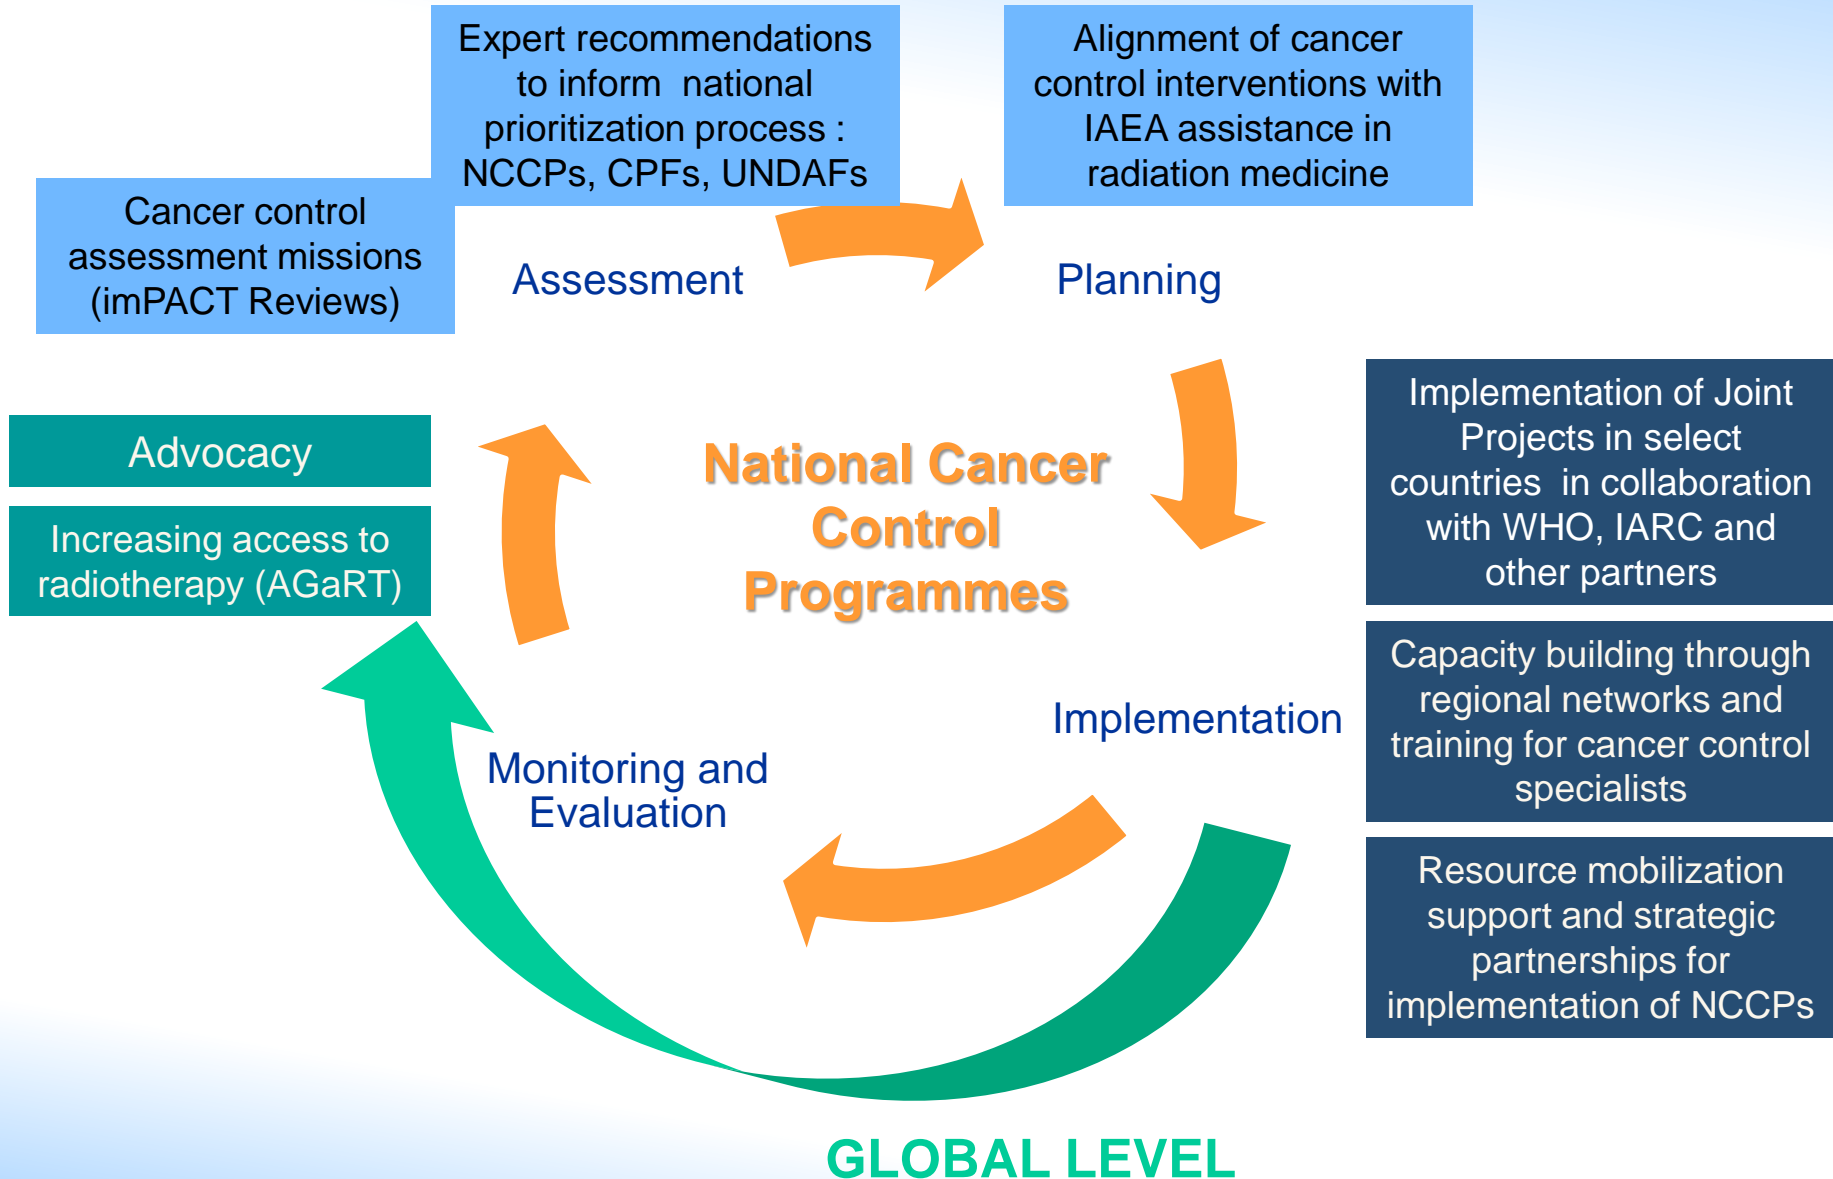 Expert recommendations
to inform national
prioritization process :
NCCPs, CPFs, UNDAFs
Alignment of cancer
control interventions with
IAEA assistance in
radiation medicine
Cancer control
assessment missions
(imPACT Reviews)
Assessment
Planning
Advocacy
Increasing access to
radiotherapy (AGaRT)
National Cancer
Control
Programmes
Implementation of Joint
Projects in select
countries in collaboration
with WHO, IARC and
other partners
Capacity building through
regional networks and
training for cancer control
specialists
Resource mobilization
support and strategic
partnerships for
implementation of NCCPs
Implementation
Monitoring and
Evaluation
GLOBAL LEVEL